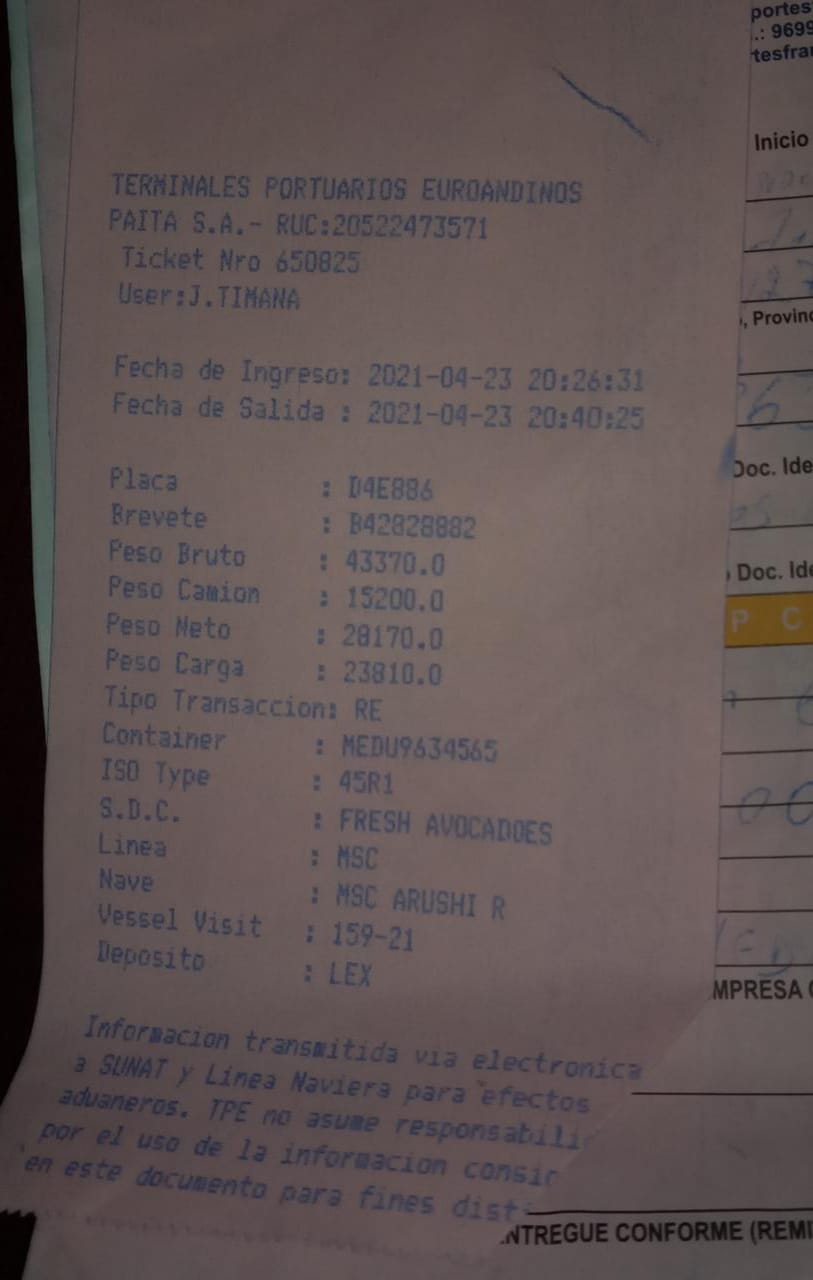 TERMINALES PORTUARIOS EUROANDINOS
PAITA S.A.- RUC:20522473571
Ticket Nro 650825
User:J.TIMANA
Fecha de Ingreso: 2021-04-23 20:26:31
Fecha de Salida : 2021-04-23 20:40:25
Placa : D4E886
Brevete : B42828882
Peso Bruto : 43370.0
Peso Camion : 15200.0
Peso Neto : 28170.0
Peso Carga : 23810.0
Tipo Transaccion: RE
Container : MEDU9634565
ISO Type : 45R1
S.D.C. : FRESH AVOCADOES
Linea : MSC
Nave : MSC ARUSHI R
Vessel Visit : 159-21
Deposito : LEX
Informacion transmitida via electronica
a SUNAT y Linea Naviera para efectos
aduaneros. TPE no asume responsabili
por el uso de la informacion consig
en este documento para fines dist
portes
.: 9699
tesfra
Inicio
, Provinc
Doc. Ide
Doc. Ide
P C
MPRESA
NTREGUE CONFORME (REMI